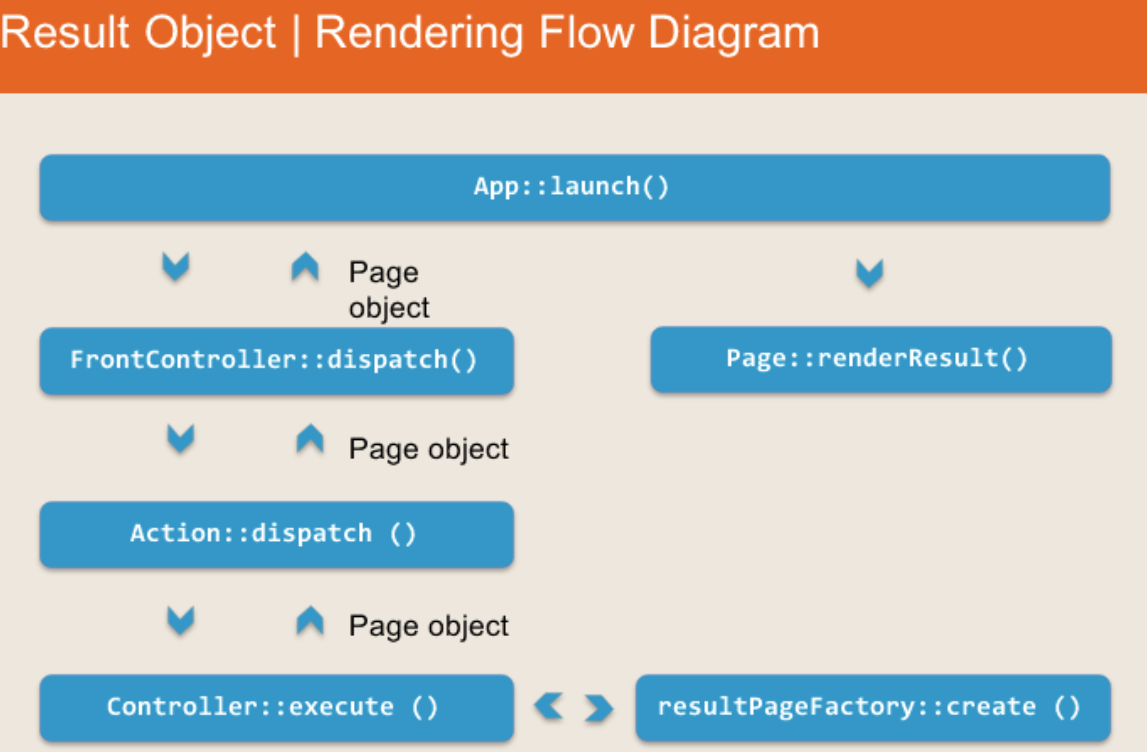 Result Object | Rendering Flow Diagram
App::launch()
Page
object
FrontController::dispatch()
Page::renderResult()
Page object
Action::dispatch ()
Page object
Controller::execute ()
resultPageFactory::create ()